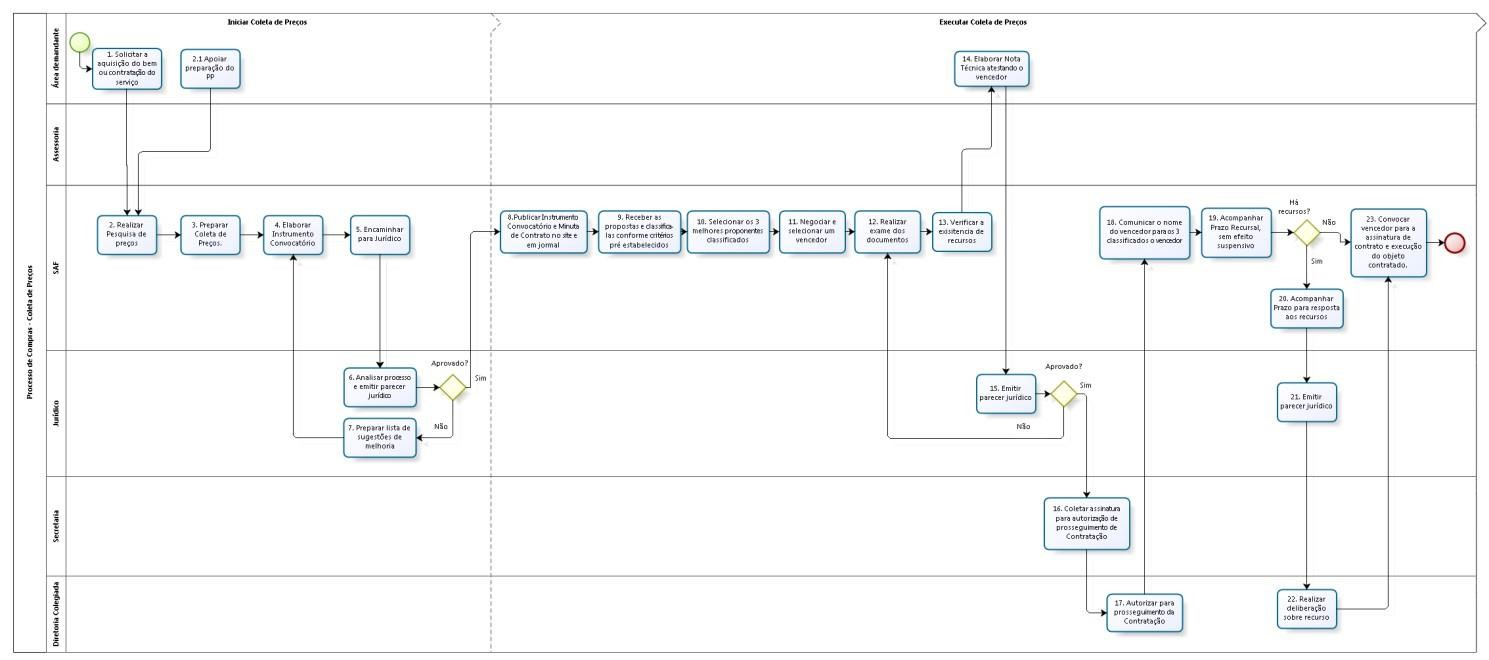 Processo de Compras - Coleta de Preços
Iniciar Coleta de Preços
Executar Coleta de Preços
Área demandante
1. Solicitar a
aquisição do bem
ou contratação do
serviço
2.1 Apoiar
preparação do
PP
14. Elaborar Nota
Técnica atestando o
vencedor
Assessoria
SAF
2. Realizar
Pesquisa de
preços
3. Preparar
Coleta de
Preços.
4. Elaborar
Instrumento
Convocatório
5. Encaminhar
para Jurídico
8.Publicar Instrumento
Convocatório e Minuta
de Contrato no site e
em jornal
9. Receber as
propostas e classifica-
las conforme critérios
pré estabelecidos
10. Selecionar os 3
melhores proponentes
classificados
11. Negociar e
selecionar um
vencedor
12. Realizar
exame dos
documentos
13. Verificar a
exisitencia de
recursos
18. Comunicar o nome
do vencedor para os 3
classificados o vencedor
19. Acompanhar
Prazo Recursal,
sem efeito
suspensivo
Há
recursos?
Não
Sim
23. Convocar
vencedor para a
assinatura de
contrato e execução
do objeto
contratado.
20. Acompanhar
Prazo para resposta
aos recursos
Jurídico
6. Analisar processo
e emitir parecer
jurídico
Aprovado?
Sim
Não
7. Preparar lista de
sugestões de
melhoria
15. Emitir
parecer jurídico
Aprovado?
Sim
Não
21. Emitir
parecer jurídico
Secretaria
16. Coletar assinatura
para autorização de
prosseguimento de
Contratação
Diretoria Colegiada
17. Autorizar para
prosseguimento da
Contratação
22. Realizar
deliberação
sobre recurso